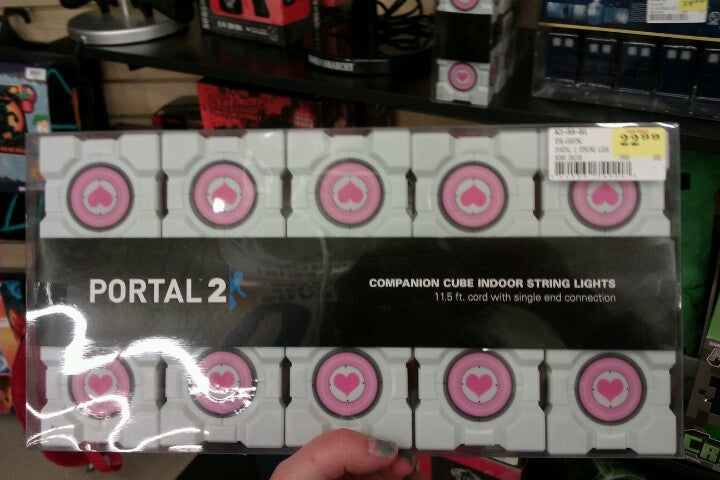 22.99
PORTAL 2
COMPANION CUBE INDOOR STRING LIGHTS
11.5 ft. cord with single end connection